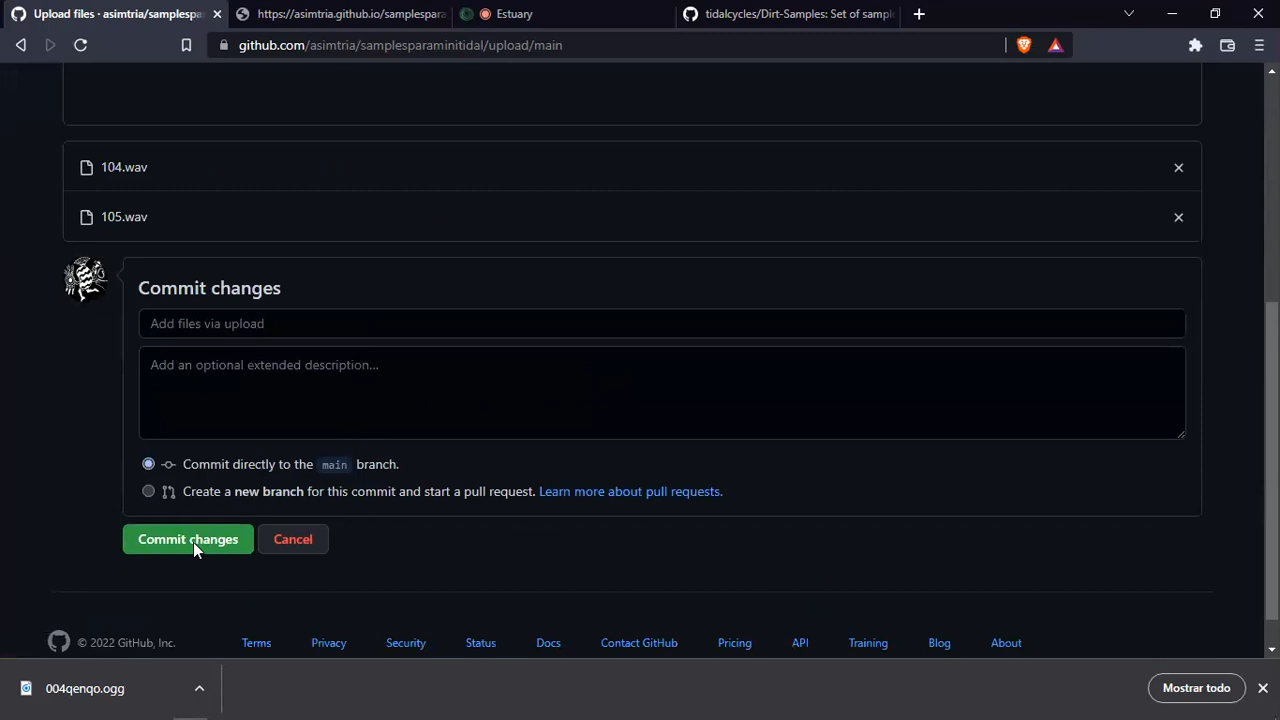 Upload files · asimtria/samplespa
https://asimtria.github.io/samplespara
Estuary
tidalcycles/Dirt-Samples: Set of sampl
github.com/asimtria/samplesparaminitidal/upload/main
104.wav
105.wav
Commit changes
Add files via upload
Add an optional extended description...
Commit directly to the main branch.
Create a new branch for this commit and start a pull request. Learn more about pull requests.
Commit changes
Cancel
© 2022 GitHub, Inc.
Terms
Privacy
Security
Status
Docs
Contact GitHub
Pricing
API
Training
Blog
About
004qenqo.ogg
Mostrar todo